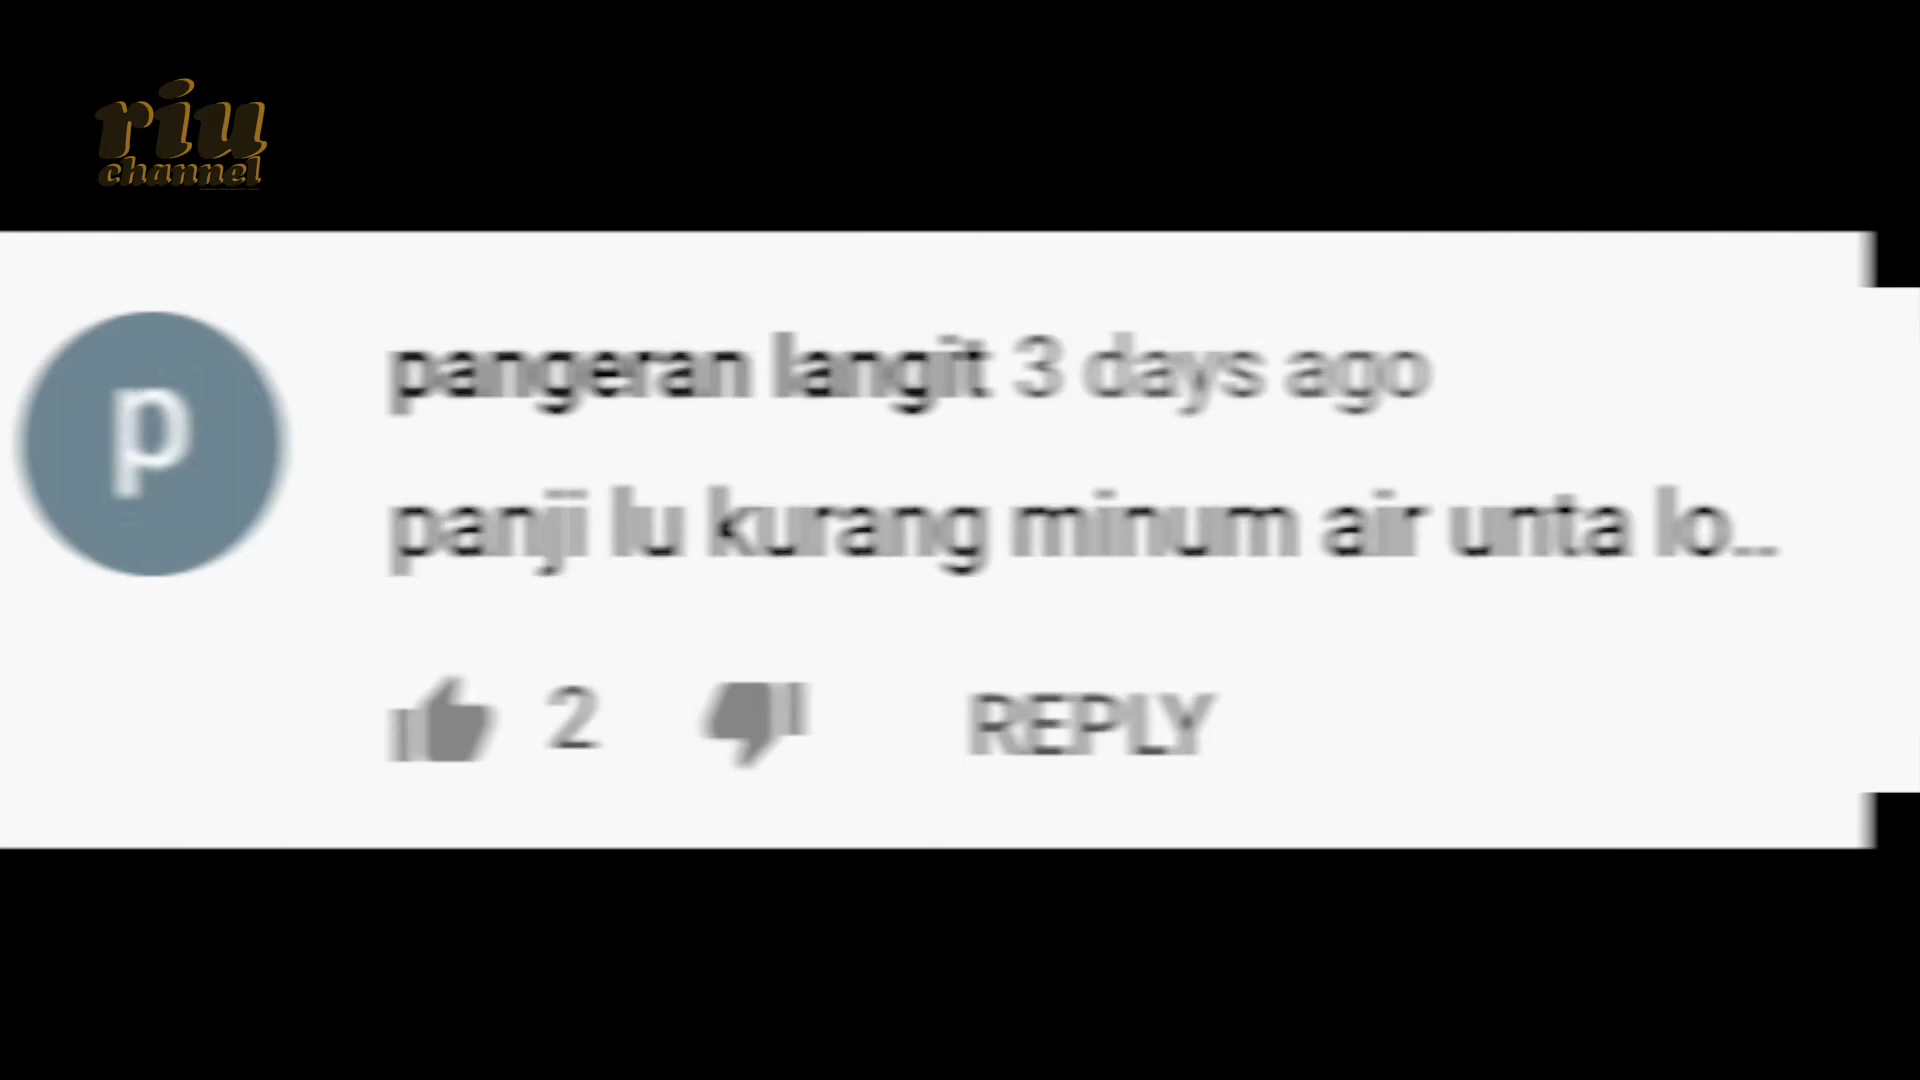 riu
channel
p
pangeran langit 3 days ago
panji lu kurang minum air unta lo..
2 REPLY